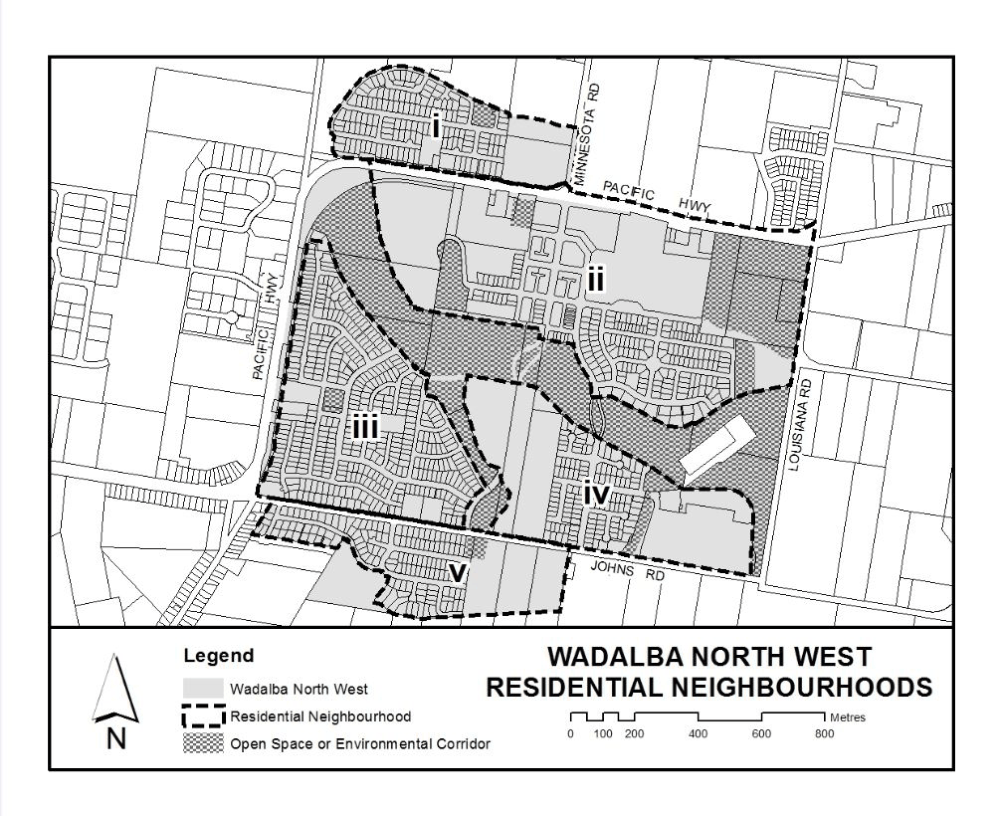 i
MINNESOTA RD
PACIFIC HWY
ii
PACIFIC HWY
iii
LOUISIANA RD
iv
v
JOHNS RD
Legend
Wadalba North West
Residential Neighbourhood
Open Space or Environmental Corridor
N
WADALBA NORTH WEST
RESIDENTIAL NEIGHBOURHOODS
Metres
0 100 200 400 600 800